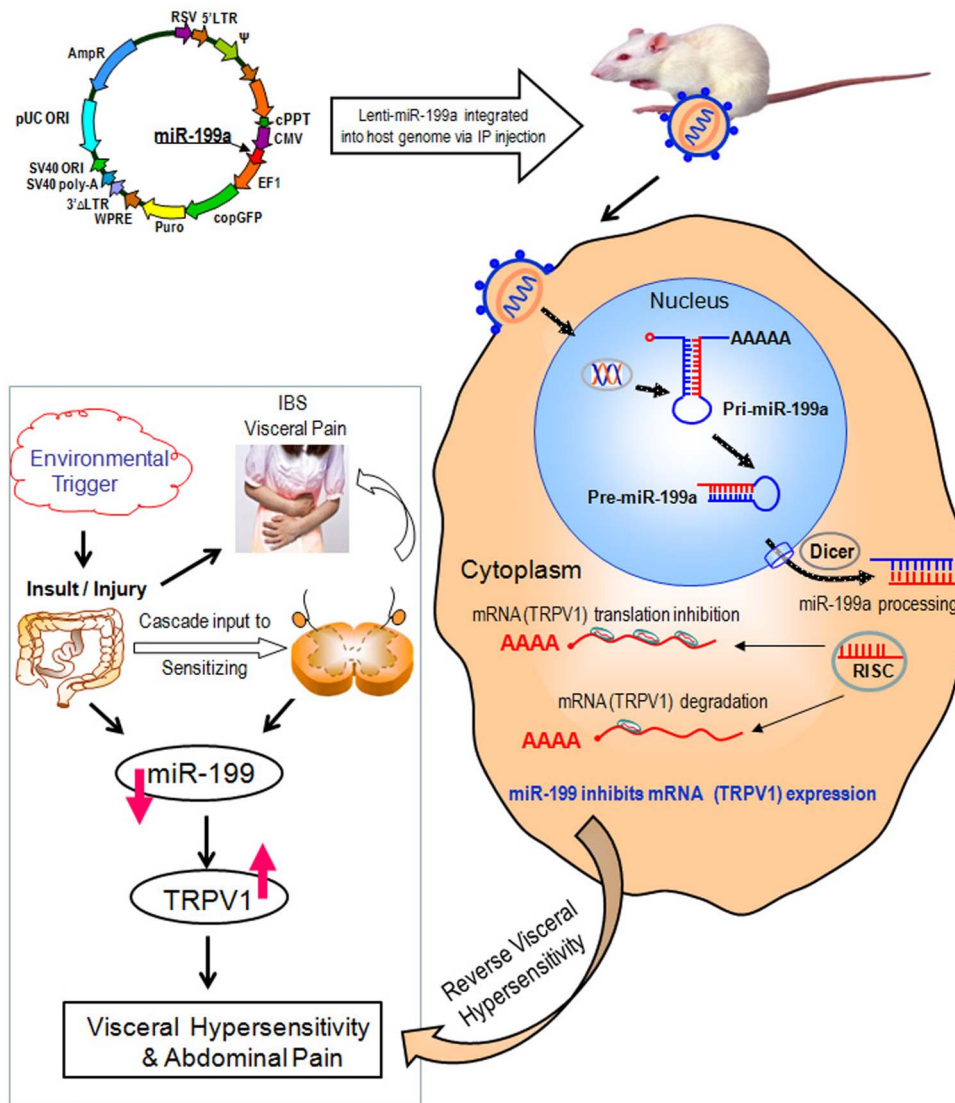 RSV
5'LTR
Ψ
AmpR
pUC ORI
miR-199a
cPPT
CMV
EF1
SV40 ORI
SV40 poly-A
3'ΔLTR
WPRE
Puro
copGFP
Lenti-miR-199a integrated
into host genome via IP injection
Nucleus
AAAAA
Pri-miR-199a
Pre-miR-199a
Dicer
Cytoplasm
miR-199a processing
mRNA (TRPV1) translation inhibition
AAAA
RISC
mRNA (TRPV1) degradation
AAAA
miR-199 inhibits mRNA (TRPV1) expression
Reverse Visceral
Hypersensitivity
IBS
Visceral Pain
Environmental
Trigger
Insult / Injury
Cascade input to
Sensitizing
miR-199
TRPV1
Visceral Hypersensitivity
& Abdominal Pain